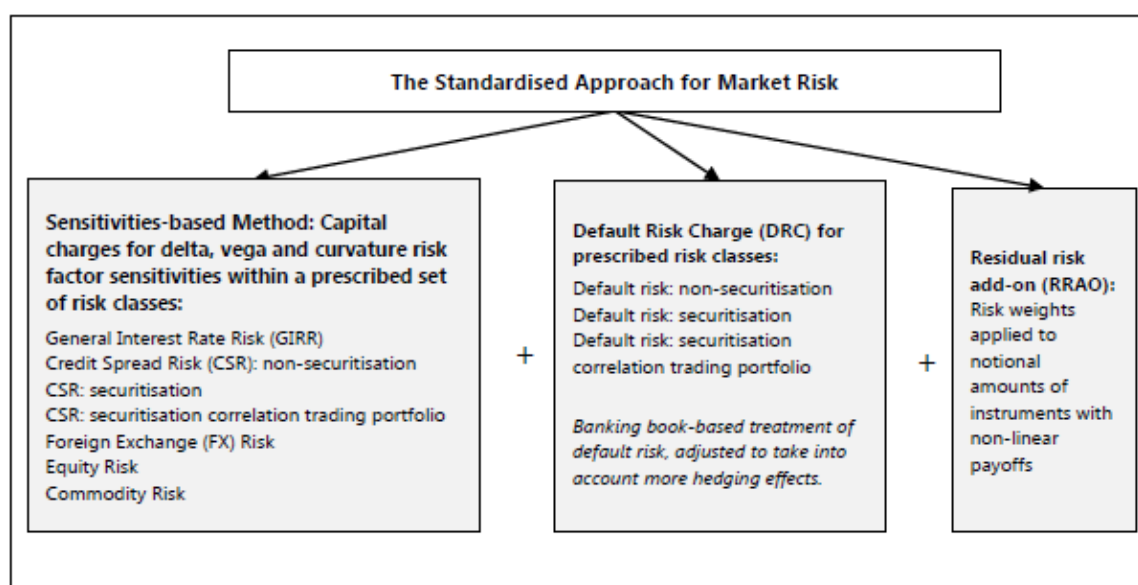 The Standardised Approach for Market Risk
Sensitivities-based Method: Capital
charges for delta, vega and curvature risk
factor sensitivities within a prescribed set
of risk classes:
General Interest Rate Risk (GIRR)
Credit Spread Risk (CSR): non-securitisation
CSR: securitisation
CSR: securitisation correlation trading portfolio
Foreign Exchange (FX) Risk
Equity Risk
Commodity Risk
+
Default Risk Charge (DRC) for
prescribed risk classes:
Default risk: non-securitisation
Default risk: securitisation
Default risk: securitisation
correlation trading portfolio
Banking book-based treatment of
default risk, adjusted to take into
account more hedging effects.
+
Residual risk
add-on (RRAO):
Risk weights
applied to
notional
amounts of
instruments with
non-linear
payoffs